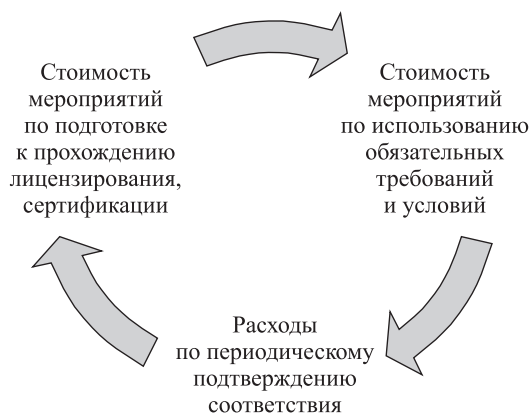 Стоимость
мероприятий
по подготовке
к прохождению
лицензирования,
сертификации
Стоимость
мероприятий
по использованию
обязательных
требований
и условий
Расходы
по периодическому
подтверждению
соответствия